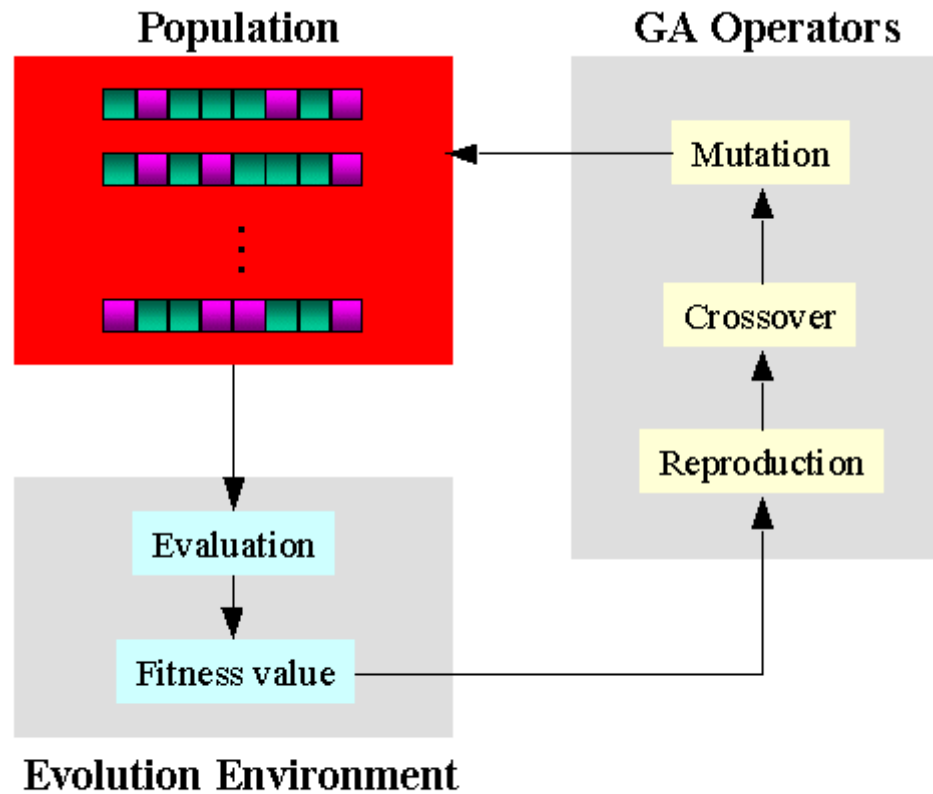 Population
GA Operators
Mutation
Crossover
Reproduction
Evaluation
Fitness value
Evolution Environment